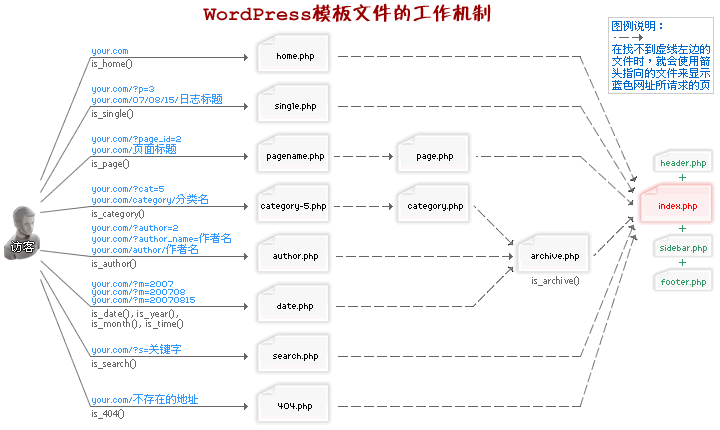 WordPress模板文件的工作机制
图例说明：
在找不到虚线左边的
文件时，就会使用箭
头指向的文件来显示
蓝色网址所请求的页
访客
your.com
is_home()
home.php
your.com/?p=3
your.com/07/08/15/日志标题
is_single()
single.php
your.com/?page_id=2
your.com/页面标题
is_page()
pagename.php
page.php
your.com/?cat=5
your.com/category/分类名
is_category()
category-5.php
category.php
your.com/?author=2
your.com/?author_name=作者名
your.com/author/作者名
is_author()
author.php
archive.php
is_archive()
your.com/?m=2007
your.com/?m=200708
your.com/?m=20070815
is_date(), is_year(),
is_month(), is_time()
date.php
your.com/?s=关键字
is_search()
search.php
your.com/不存在的地址
is_404()
404.php
header.php
+
index.php
+
sidebar.php
+
footer.php